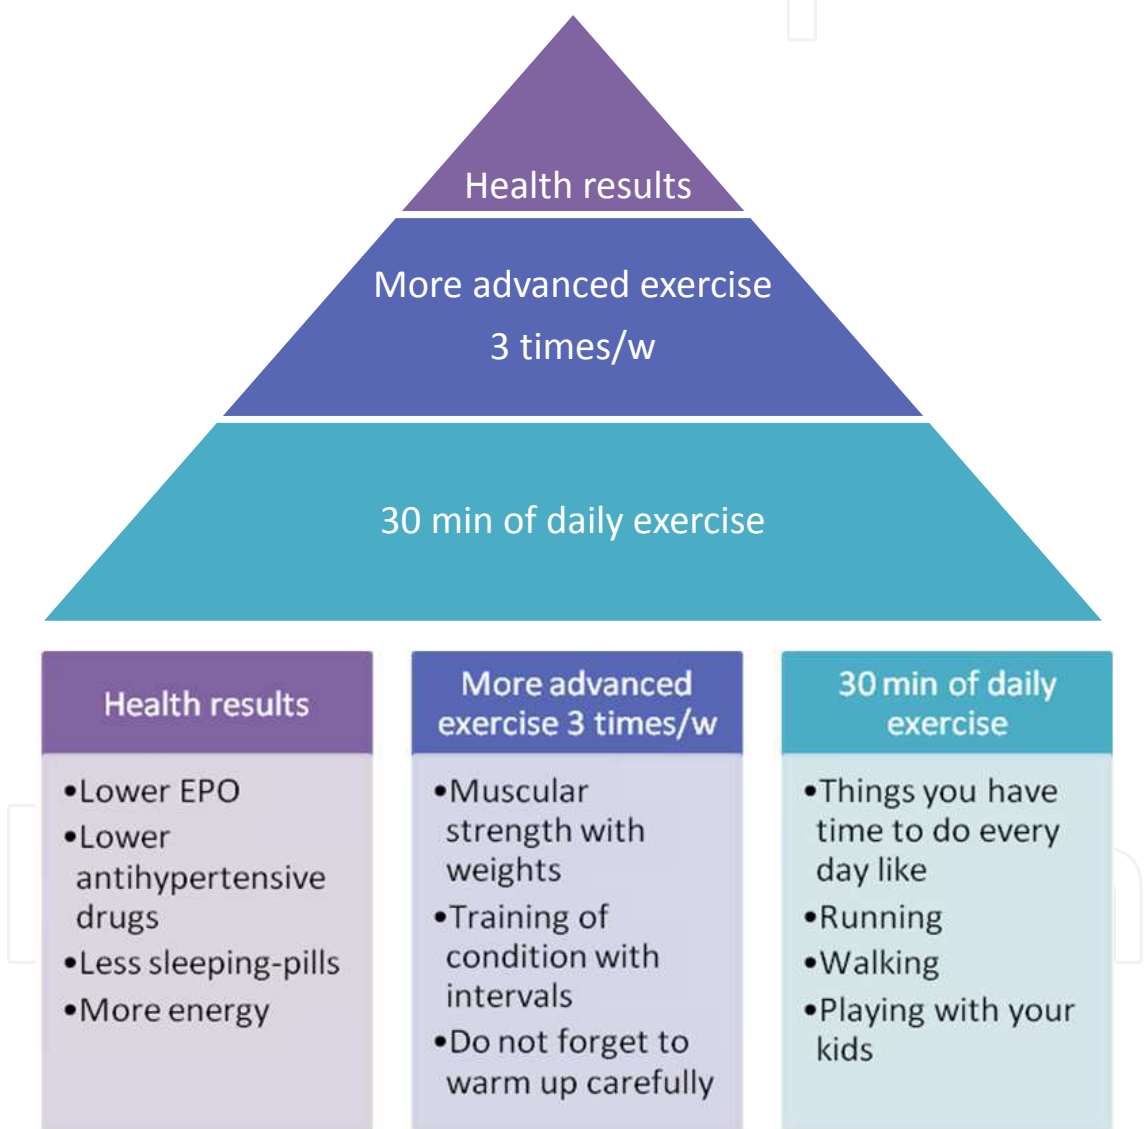 Health results
More advanced exercise
3 times/w
30 min of daily exercise
Health results
•Lower EPO
•Lower
antihypertensive
drugs
•Less sleeping-pills
•More energy
More advanced
exercise 3 times/w
•Muscular
strength with
weights
•Training of
condition with
intervals
•Do not forget to
warm up carefully
30 min of daily
exercise
•Things you have
time to do every
day like
•Running
•Walking
•Playing with your
kids